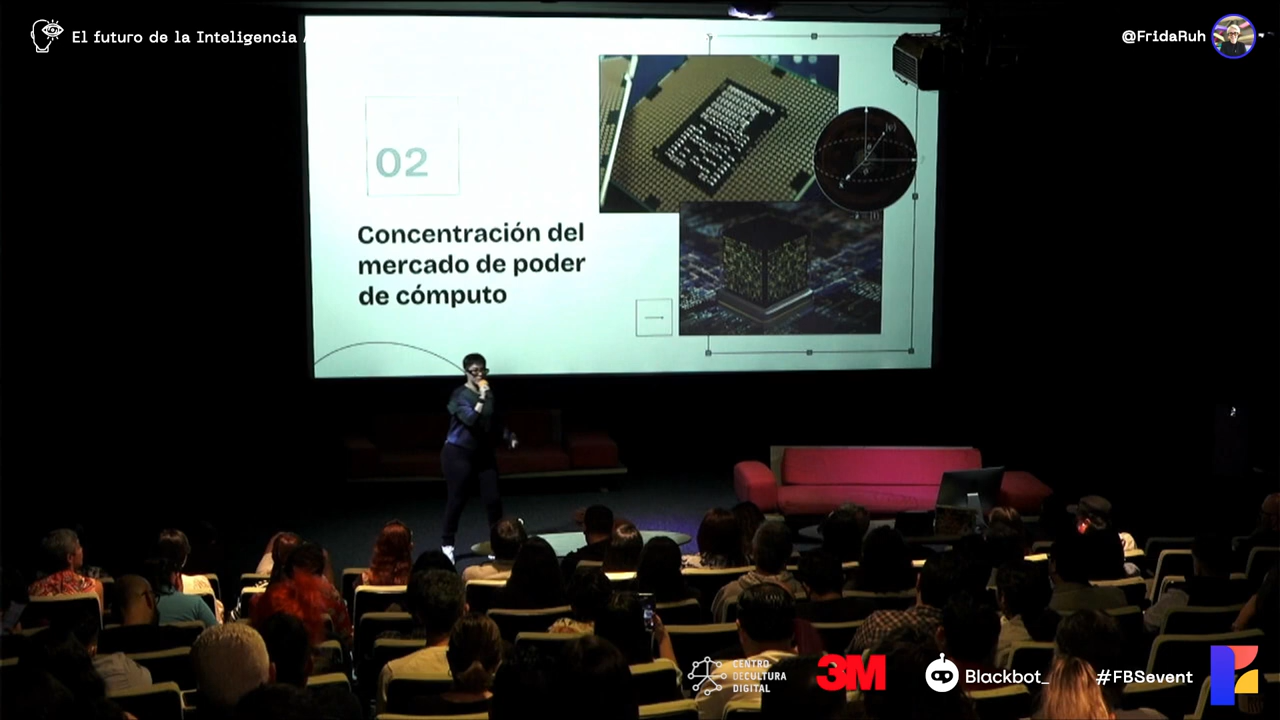 El futuro de la Inteligencia
@FridaRuh
02
Concentración del
mercado de poder
de cómputo
CENTRO
DECULTURA
DIGITAL
3M
Blackbot_
#FBSevent